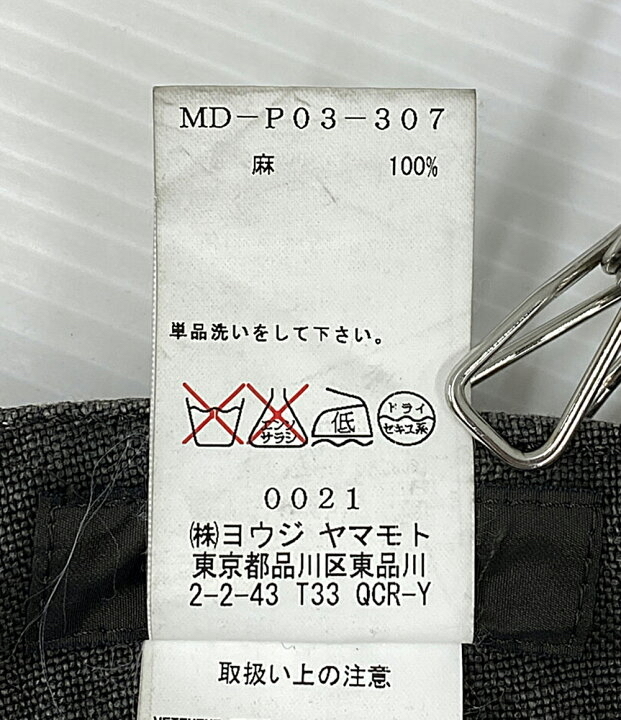 MD-P03-307
麻 100%
単品洗いをして下さい。
エンソ サラシ 低 ドライ セキユ系
0021
㈱ヨウジ ヤマモト
東京都品川区東品川
2-2-43 T33 QCR-Y
取扱い上の注意